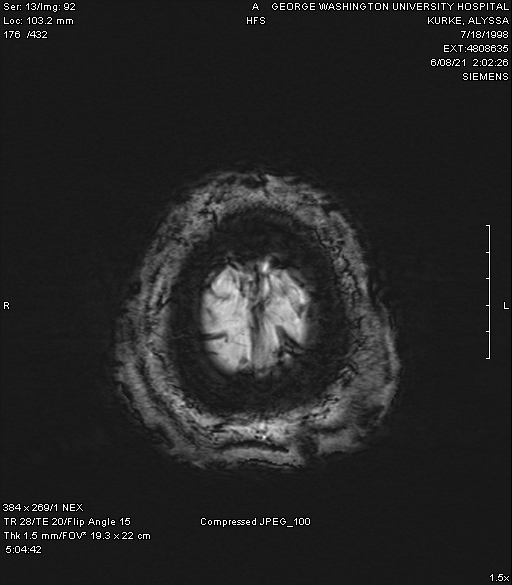 Ser: 13/Img: 92
Loc: 103.2 mm
176 /432
A GEORGE WASHINGTON UNIVERSITY HOSPITAL
HFS KURKE, ALYSSA
7/18/1998
EXT:4808635
6/08/21 2:02:26
SIEMENS
R
L
384 x 269/1 NEX
TR 28/TE 20/Flip Angle 15
Thk 1.5 mm/FOV* 19.3 x 22 cm
5:04:42
Compressed JPEG_100
1.5x